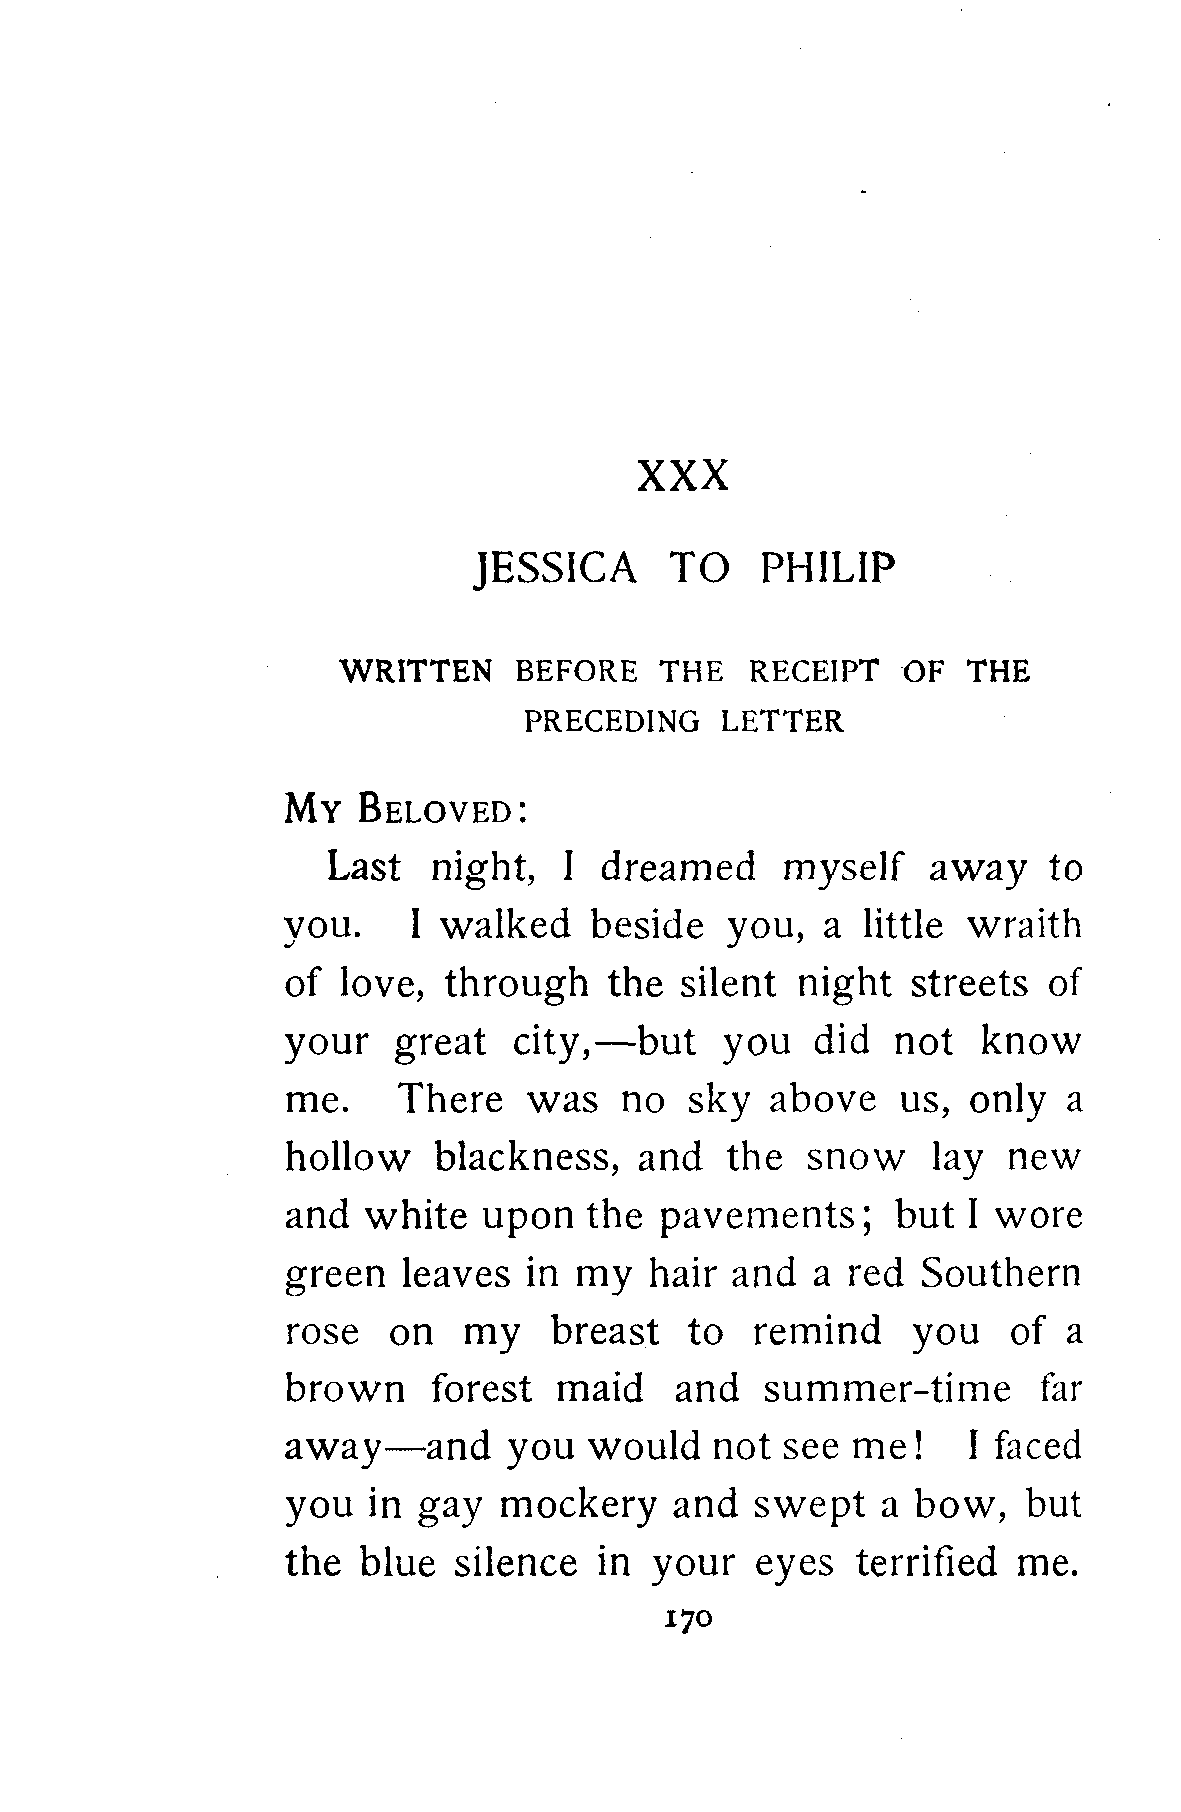 XXX
JESSICA TO PHILIP
WRITTEN BEFORE THE RECEIPT OF THE
PRECEDING LETTER
My Beloved:
Last night, I dreamed myself away to
you. I walked beside you, a little wraith
of love, through the silent night streets of
your great city,—but you did not know
me. There was no sky above us, only a
hollow blackness, and the snow lay new
and white upon the pavements; but I wore
green leaves in my hair and a red Southern
rose on my breast to remind you of a
brown forest maid and summer-time far
away—and you would not see me! I faced
you in gay mockery and swept a bow, but
the blue silence in your eyes terrified me.
170